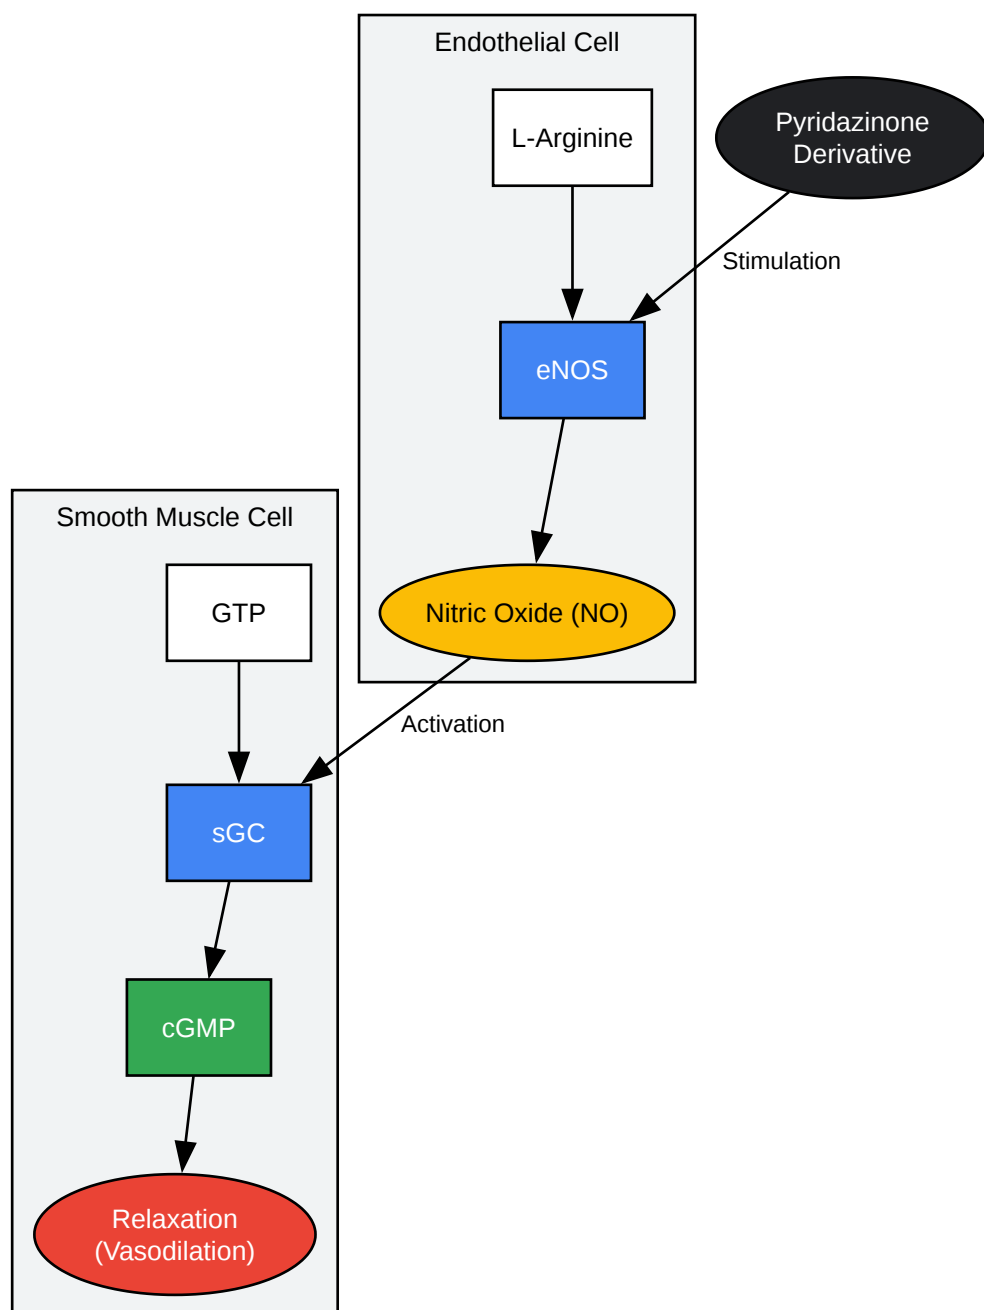 Endothelial Cell
L-Arginine
Pyridazinone
Derivative
Stimulation
eNOS
Smooth Muscle Cell
GTP
Nitric Oxide (NO)
Activation
sGC
cGMP
Relaxation
(Vasodilation)